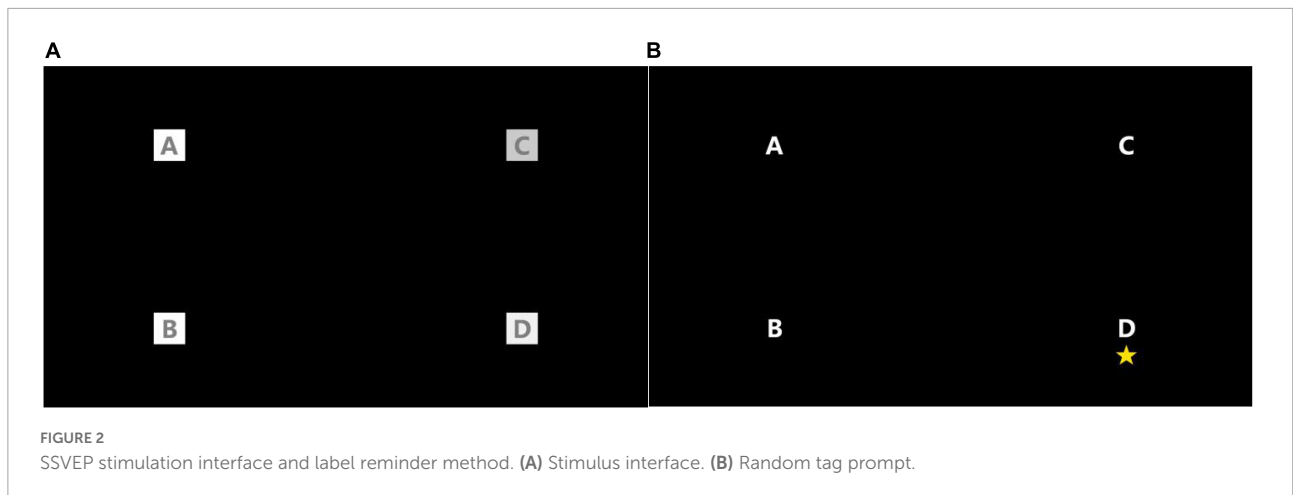 A
B
A
C
B
D
A
C
B
D
FIGURE 2
SSVEP stimulation interface and label reminder method. (A) Stimulus interface. (B) Random tag prompt.